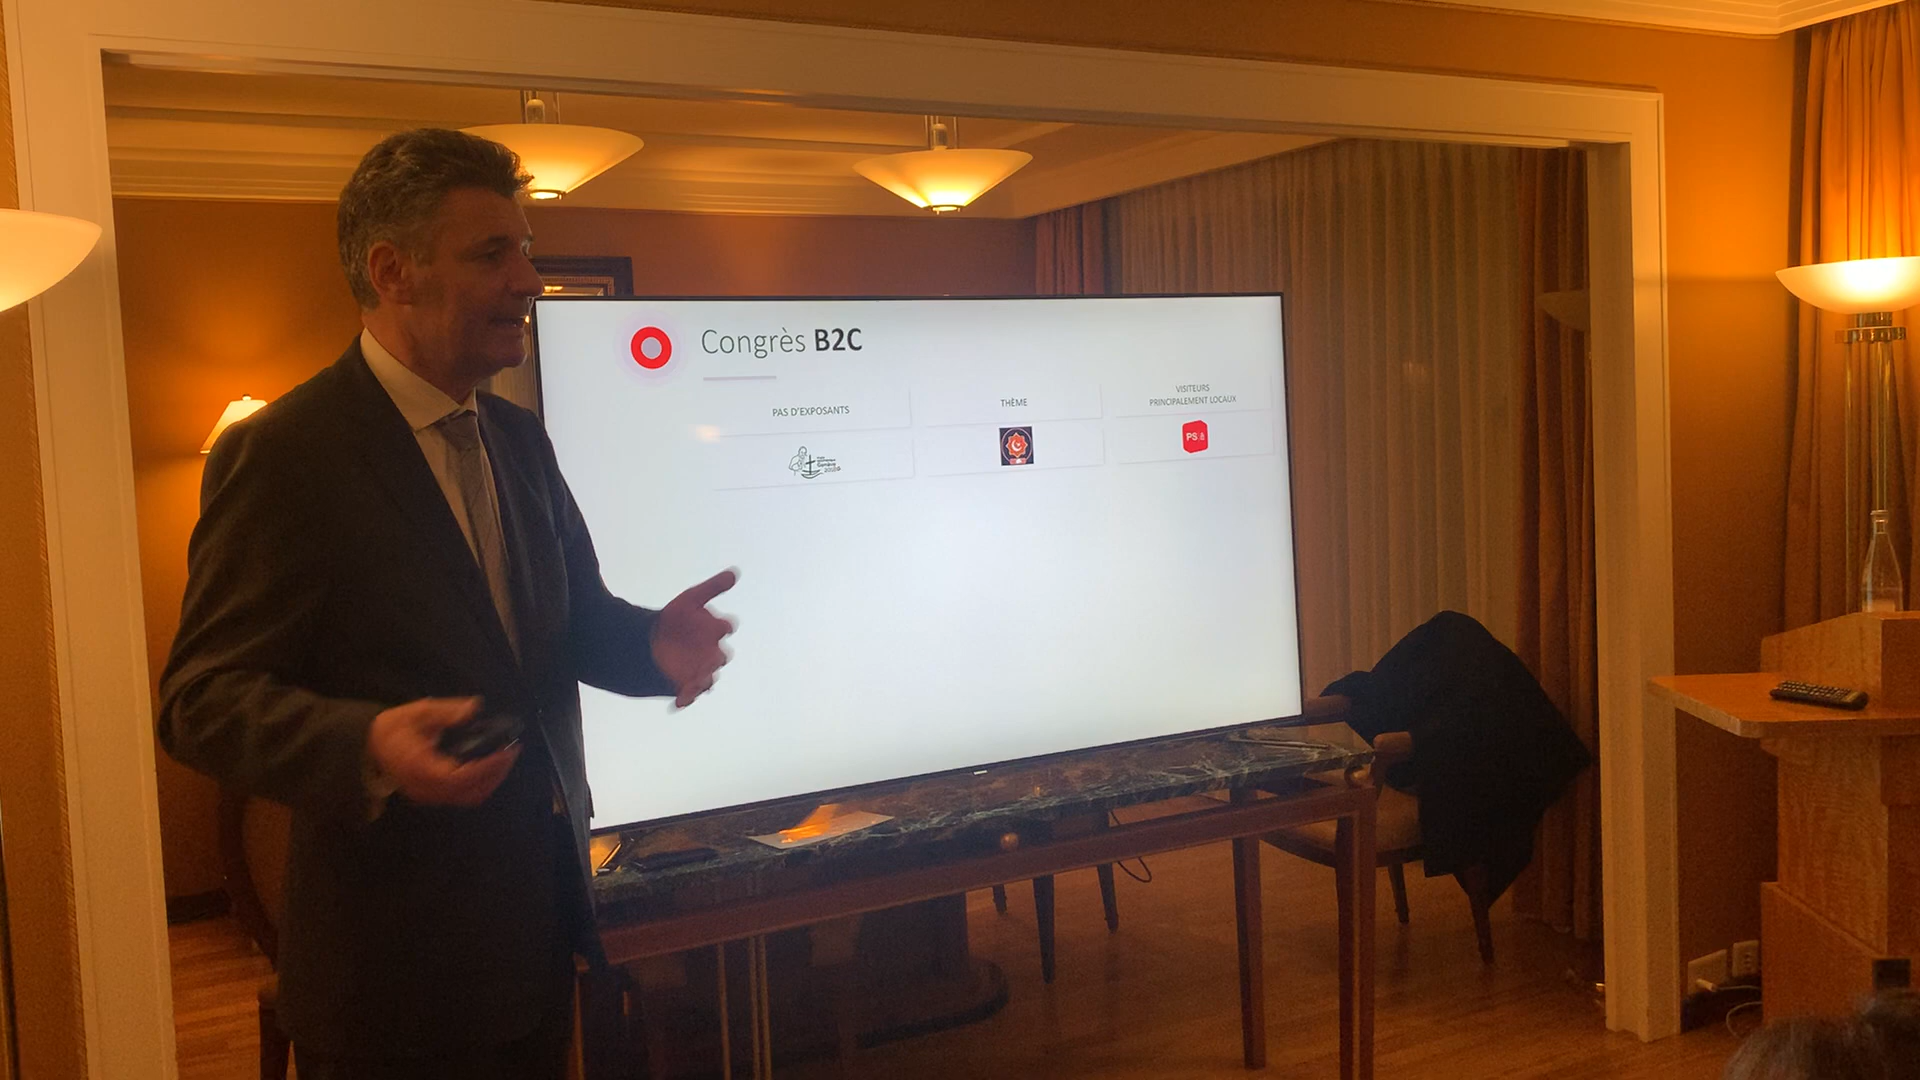 Congrès B2C
PAS D'EXPOSANTS
THÈME
VISITEURS
PRINCIPALEMENT LOCAUX
PS